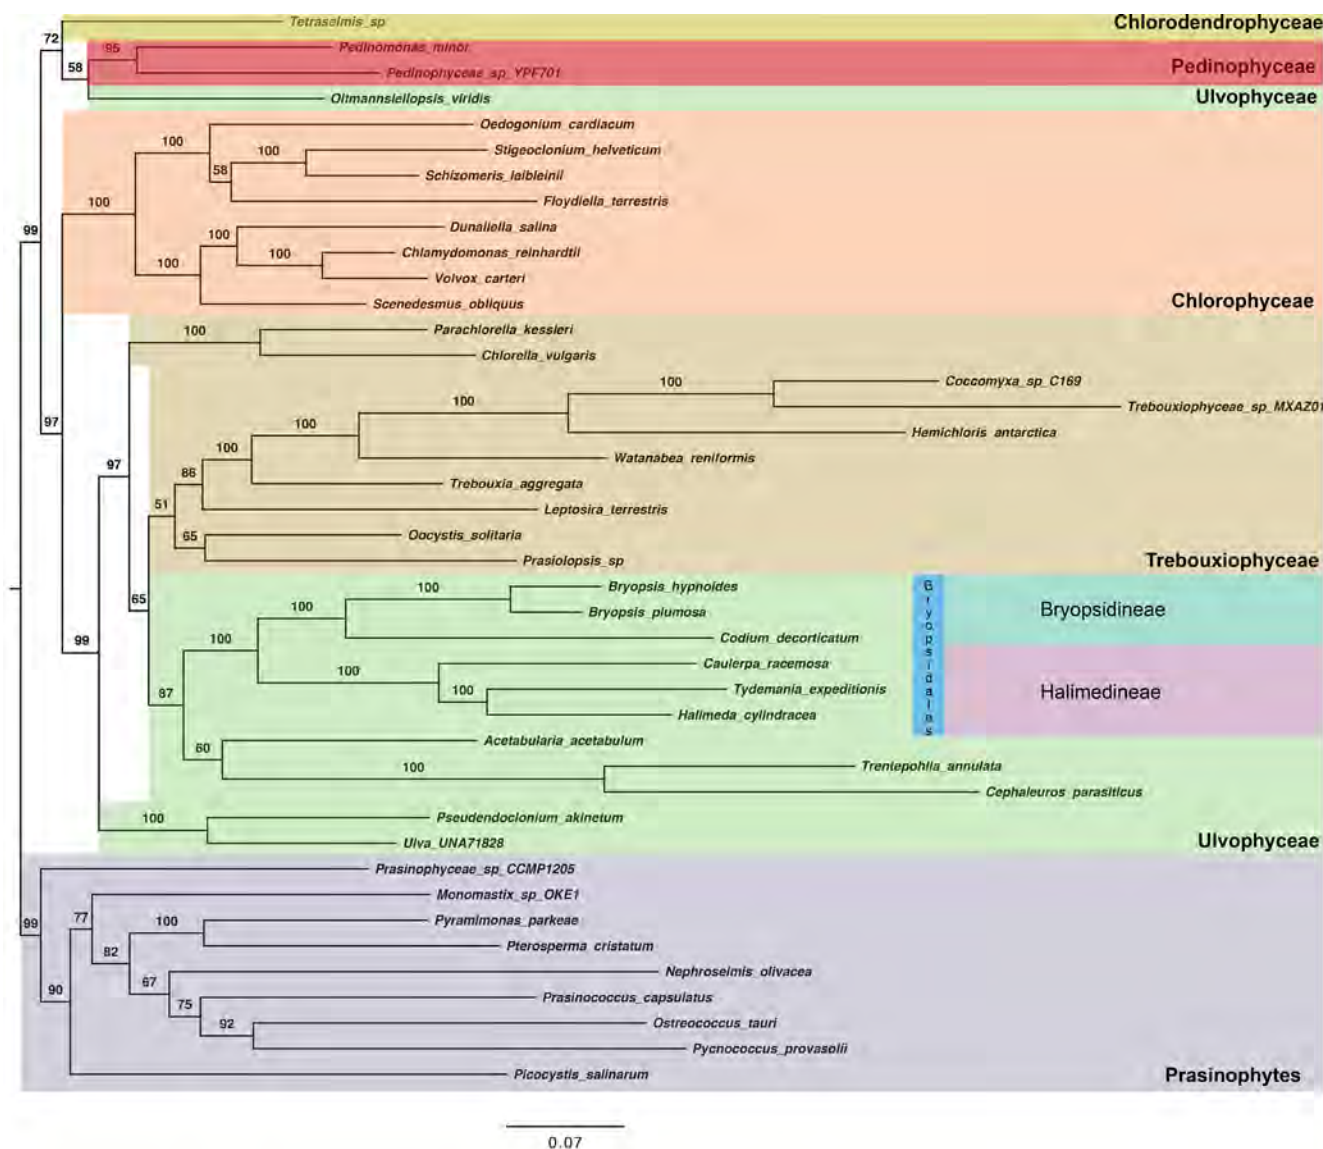 Tetraselmis_sp
Chlorodendrophyceae
72
95
Pedinomonas_minor
58
Pedinophyceae_sp_YPF701
Pedinophyceae
Oltmannsiellopsis_viridis
Ulvophyceae
Oedogonium_cardiacum
100
100
Stigeoclonium_helveticum
58
Schizomeris_leibleinii
100
Floydiella_terrestris
99
Dunaliella_salina
100
100
Chlamydomonas_reinhardtii
100
Volvox_carteri
Scenedesmus_obliquus
Chlorophyceae
100
Parachlorella_kessleri
Chlorella_vulgaris
100
Coccomyxa_sp_C169
100
Trebouxiophyceae_sp_MXAZ01
97
100
Hemichloris_antarctica
100
Watanabea_reniformis
97
86
Trebouxia_aggregata
51
Leptosira_terrestris
65
Oocystis_solitaria
Prasiolopsis_sp
Trebouxiophyceae
100
Bryopsis_hypnoides
65
100
Bryopsis_plumosa
Bryopsidales
Bryopsidineae
99
100
Codium_decorticatum
100
Caulerpa_racemosa
87
100
Tydemania_expeditionis
Halimedineae
Halimeda_cylindracea
60
Acetabularia_acetabulum
100
Trentepohlia_annulata
Cephaleuros_parasiticus
100
Pseudendoclonium_akinetum
Ulva_UNA71828
Ulvophyceae
Prasinophyceae_sp_CCMP1205
99
77
Monomastix_sp_OKE1
100
Pyramimonas_parkeae
82
Pterosperma_cristatum
67
Nephroselmis_olivacea
90
75
Prasinococcus_capsulatus
92
Ostreococcus_tauri
Pycnococcus_provasolii
Picocystis_salinarum
Prasinophytes
0.07